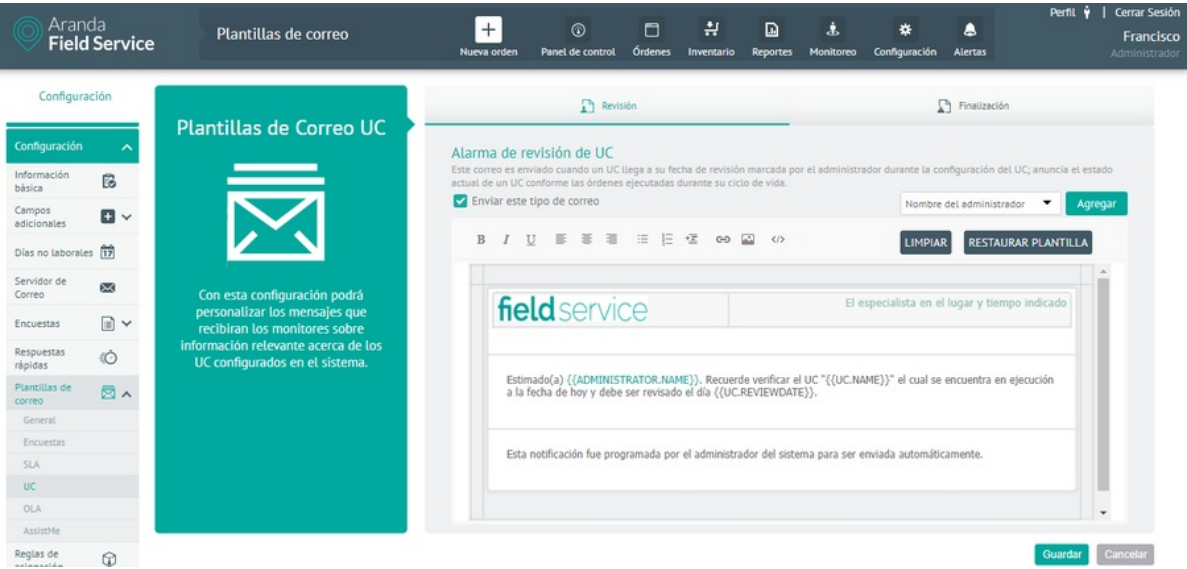 Aranda
Field Service
Plantillas de correo
Nueva orden
Panel de control
Órdenes
Inventario
Reportes
Monitoreo
Configuración
Alertas
Perfil | Cerrar Sesión
Francisco
Administrador
Configuración
Configuración
Información
básica
Campos
adicionales
Días no laborales
17
Servidor de
Correo
Encuestas
Respuestas
rápidas
Plantillas de
correo
General
Encuestas
SLA
UC
OLA
AssistMe
Reglas de
asignación
Plantillas de Correo UC
Con esta configuración podrá
personalizar los mensajes que
recibiran los monitores sobre
información relevante acerca de los
UC configurados en el sistema.
Revisión
Finalización
Alarma de revisión de UC
Este correo es enviado cuando un UC llega a su fecha de revisión marcada por el administrador durante la configuración del UC; anuncia el estado
actual de un UC conforme las órdenes ejecutadas durante su ciclo de vida.
Enviar este tipo de correo
Nombre del administrador
Agregar
B I U
LIMPIAR
RESTAURAR PLANTILLA
fieldservice
El especialista en el lugar y tiempo indicado
Estimado(a) {{ADMINISTRATOR.NAME}}. Recuerde verificar el UC "{{UC.NAME}}" el cual se encuentra en ejecución
a la fecha de hoy y debe ser revisado el día {{UC.REVIEWDATE}}.
Esta notificación fue programada por el administrador del sistema para ser enviada automáticamente.
Guardar
Cancelar